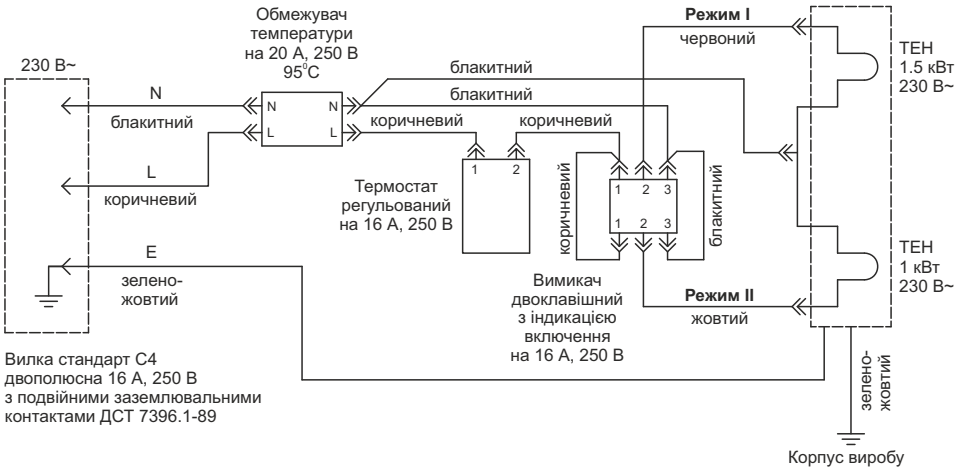 Обмежувач
температури
на 20 А, 250 В
95°С
230 В~
N
блакитний
L
коричневий
E
зелено-
жовтий
N N
L L
блакитний
блакитний
коричневий
коричневий
1 2
Термостат
регульований
на 16 А, 250 В
Режим I
червоний
коричневий
1 2 3
1 2 3
блакитний
Вимикач
двоклавішний
з індикацією
включення
на 16 А, 250 В
Режим II
жовтий
ТЕН
1.5 кВт
230 В~
ТЕН
1 кВт
230 В~
Вилка стандарт С4
двополюсна 16 А, 250 В
з подвійними заземлювальними
контактами ДСТ 7396.1-89
зелено-
жовтий
Корпус виробу